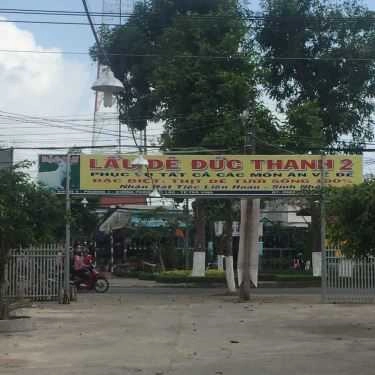 LẨU DÊ ĐỨC THANH 2
PHỤC VỤ TẤT CẢ CÁC MÓN ĂN VỀ DÊ
ĐẶC BIỆT: THỊT DÊ TƯƠI SỐNG 100%
Nhận Đặt Tiệc Liên Hoan - Sinh Nhật